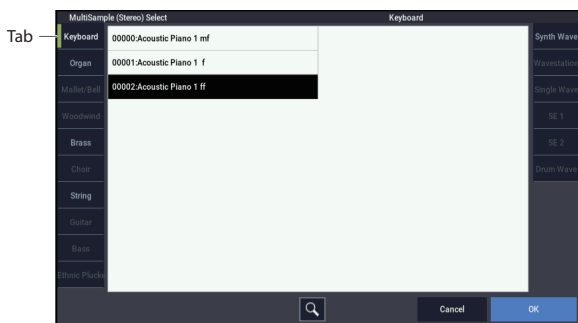 MultiSample (Stereo) Select
Keyboard
Tab
Keyboard
00000:Acoustic Piano 1 mf
Synth Wave
Organ
00001:Acoustic Piano 1 f
Wavestation
Mallet/Bell
00002:Acoustic Piano 1 ff
Single Wave
Woodwind
SE 1
Brass
SE 2
Choir
Drum Wave
String
Guitar
Bass
Ethnic Plucke
Cancel
OK